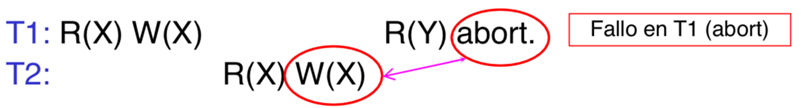 T1: R(X) W(X) R(Y) abort. Fallo en T1 (abort)
T2: R(X) W(X)